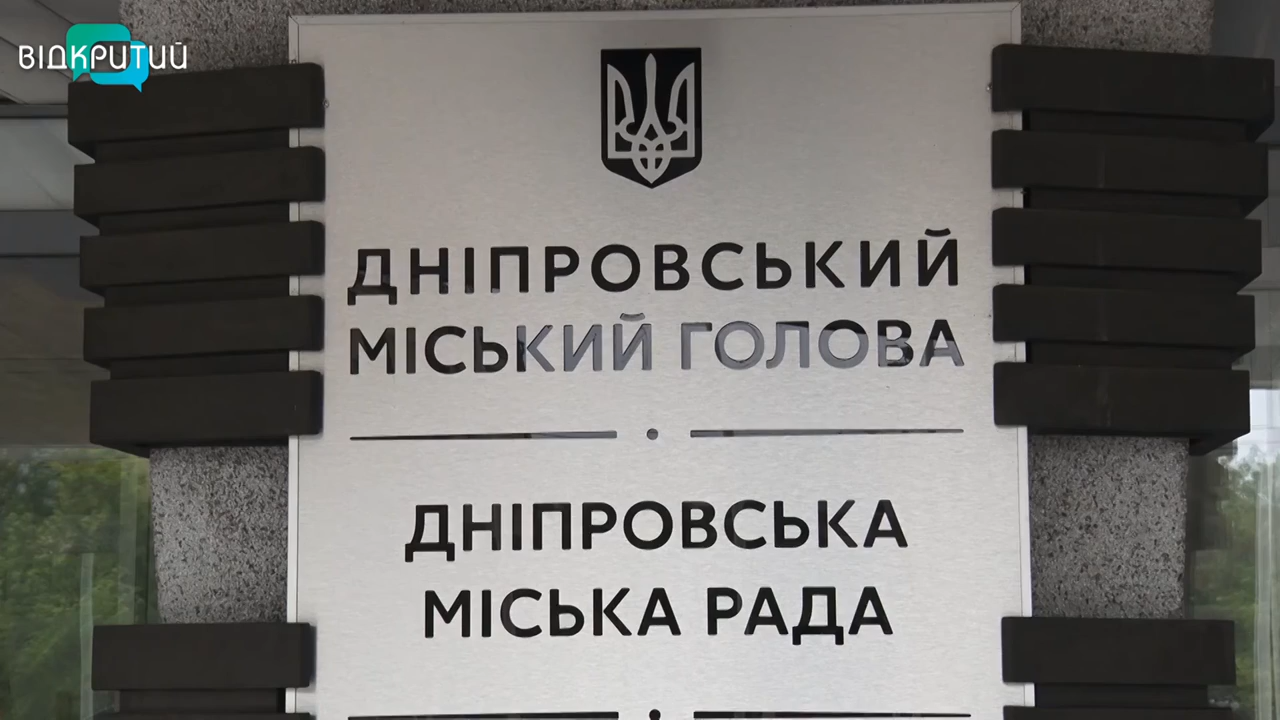 ВІДКРИТИЙ
ДНІПРОВСЬКИЙ
МІСЬКИЙ ГОЛОВА
ДНІПРОВСЬКА
МІСЬКА РАДА